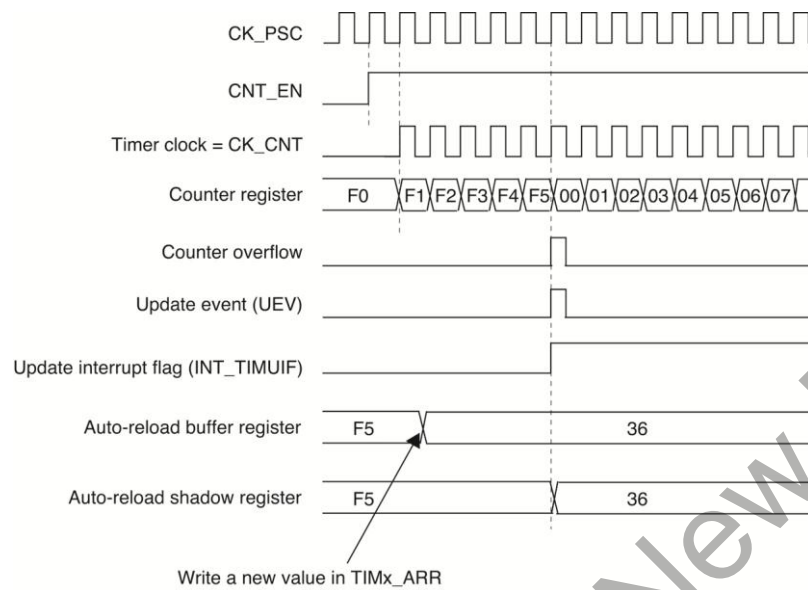 CK_PSC
CNT_EN
Timer clock = CK_CNT
Counter register F0 F1 F2 F3 F4 F5 00 01 02 03 04 05 06 07
Counter overflow
Update event (UEV)
Update interrupt flag (INT_TIMUIF)
Auto-reload buffer register F5 36
Auto-reload shadow register F5 36
Write a new value in TIMx_ARR
New